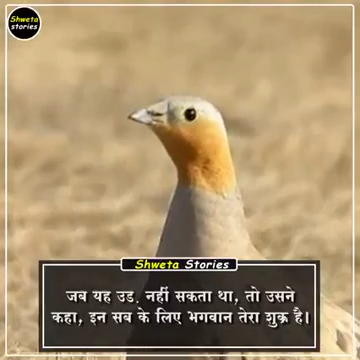 Shweta
stories
Shweta Stories
जब यह उड. नहीं सकता था, तो उसने
कहा, इन सब के लिए भगवान तेरा शुक्र है।